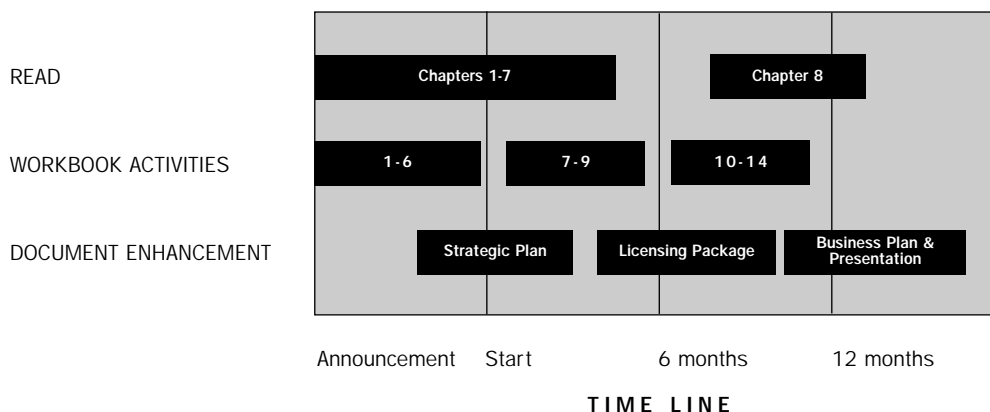 READ
Chapters 1-7
Chapter 8
WORKBOOK ACTIVITIES
1-6
7-9
10-14
DOCUMENT ENHANCEMENT
Strategic Plan
Licensing Package
Business Plan &
Presentation
Announcement
Start
6 months
12 months
TIME LINE